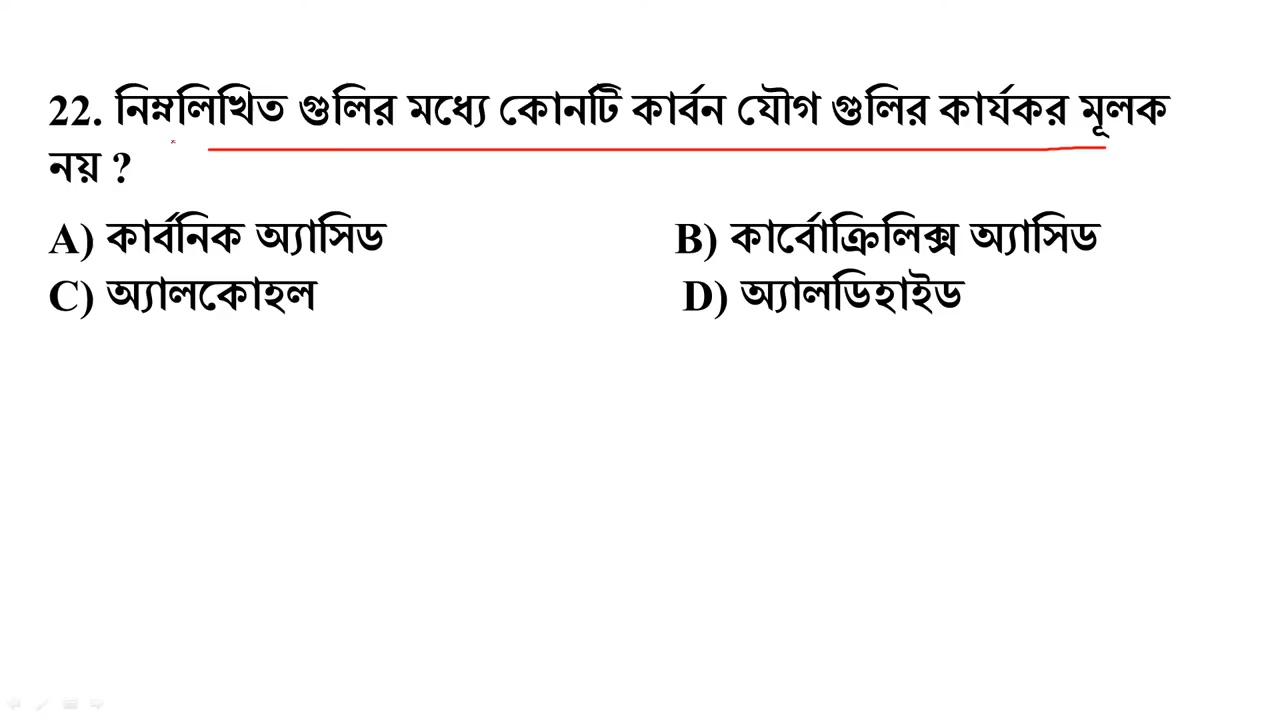 22. নিম্নলিখিত গুলির মধ্যে কোনটি কার্বন যৌগ গুলির কার্যকর মূলক
নয় ?
A) কার্বনিক অ্যাসিড B) কার্বোক্রিলিক্স অ্যাসিড
C) অ্যালকোহল D) অ্যালডিহাইড